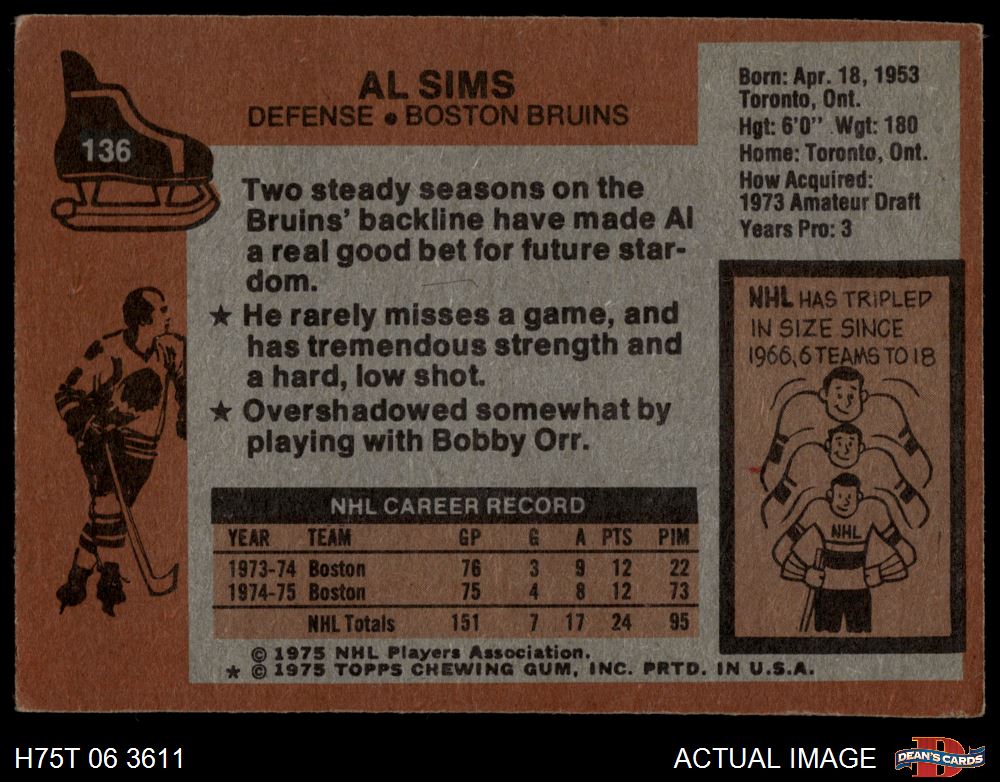 136
AL SIMS
DEFENSE ● BOSTON BRUINS
Born: Apr. 18, 1953
Toronto, Ont.
Hgt: 6'0" Wgt: 180
Home: Toronto, Ont.
How Acquired:
1973 Amateur Draft
Years Pro: 3
Two steady seasons on the
Bruins' backline have made Al
a real good bet for future star-
dom.
★ He rarely misses a game, and
has tremendous strength and
a hard, low shot.
★ Overshadowed somewhat by
playing with Bobby Orr.
NHL HAS TRIPLED
IN SIZE SINCE
1966, 6 TEAMS TO 18
NHL
NHL CAREER RECORD
YEAR TEAM GP G A PTS PIM
1973-74 Boston 76 3 9 12 22
1974-75 Boston 75 4 8 12 73
NHL Totals 151 7 17 24 95
© 1975 NHL Players Association.
★ © 1975 TOPPS CHEWING GUM, INC. PRTD. IN U.S.A.
H75T 06 3611
ACTUAL IMAGE
D
DEAN'S CARDS